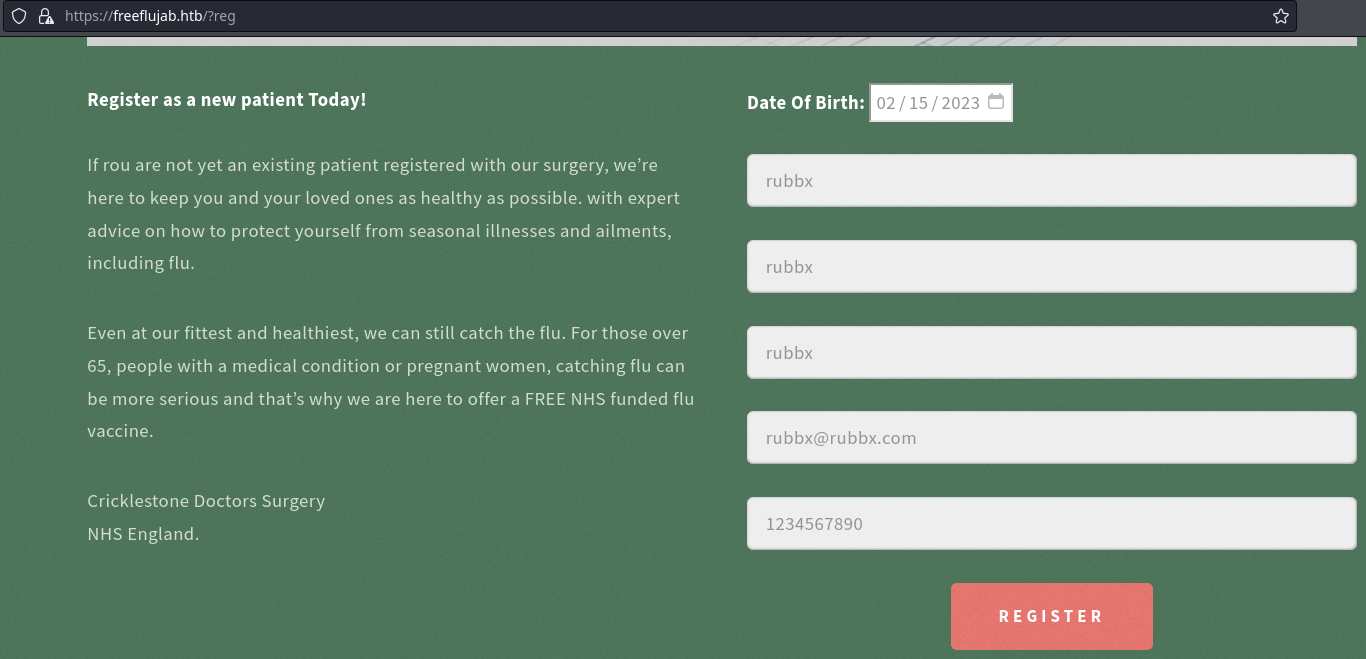 https://freeflujab.htb/?reg
Register as a new patient Today!
If rou are not yet an existing patient registered with our surgery, we’re
here to keep you and your loved ones as healthy as possible. with expert
advice on how to protect yourself from seasonal illnesses and ailments,
including flu.
Even at our fittest and healthiest, we can still catch the flu. For those over
65, people with a medical condition or pregnant women, catching flu can
be more serious and that’s why we are here to offer a FREE NHS funded flu
vaccine.
Cricklestone Doctors Surgery
NHS England.
Date Of Birth: 02 / 15 / 2023
rubbx
rubbx
rubbx
rubbx@rubbx.com
1234567890
REGISTER